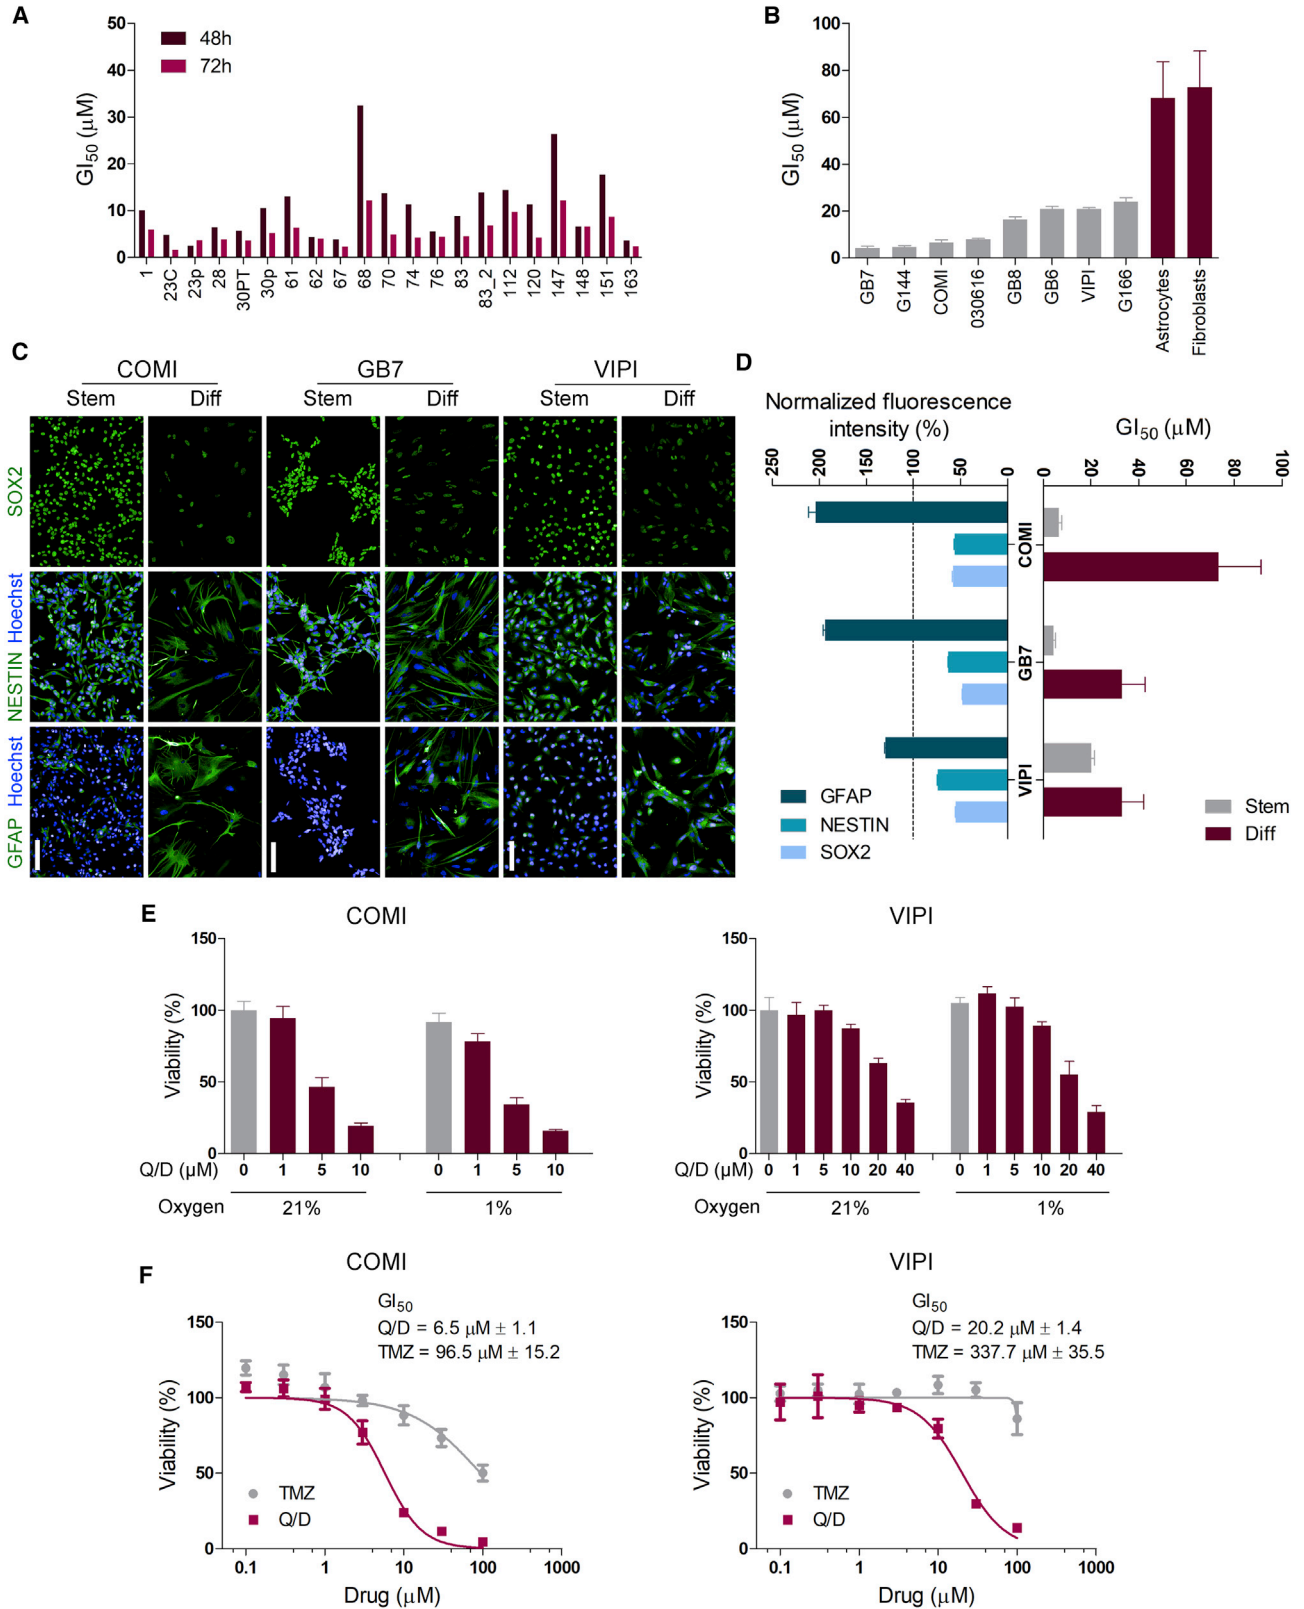 A
50
40
30
20
10
0
GI50 (µM)
48h
72h
1
23C
23p
28
30PT
30p
61
62
67
68
70
74
76
83
83_2
112
120
147
148
151
163
B
100
80
60
40
20
0
GI50 (µM)
GB7
G144
COMI
030616
GB8
GB6
VIPI
G166
Astrocytes
Fibroblasts
C
COMI GB7 VIPI
Stem Diff Stem Diff Stem Diff
SOX2
NESTIN Hoechst
GFAP Hoechst
D
Normalized fluorescence
intensity (%)
250 200 150 100 50 0
GI50 (µM)
0 20 40 60 80 100
COMI
GB7
VIPI
GFAP
NESTIN
SOX2
Stem
Diff
E
COMI
150
100
50
0
Viability (%)
Q/D (µM) 0 1 5 10 0 1 5 10
Oxygen 21% 1%
VIPI
150
100
50
0
Viability (%)
Q/D (µM) 0 1 5 10 20 40 0 1 5 10 20 40
Oxygen 21% 1%
F
COMI
GI50
Q/D = 6.5 µM ± 1.1
TMZ = 96.5 µM ± 15.2
150
100
50
0
Viability (%)
TMZ
Q/D
0.1 1 10 100 1000
Drug (µM)
VIPI
GI50
Q/D = 20.2 µM ± 1.4
TMZ = 337.7 µM ± 35.5
150
100
50
0
Viability (%)
TMZ
Q/D
0.1 1 10 100 1000
Drug (µM)